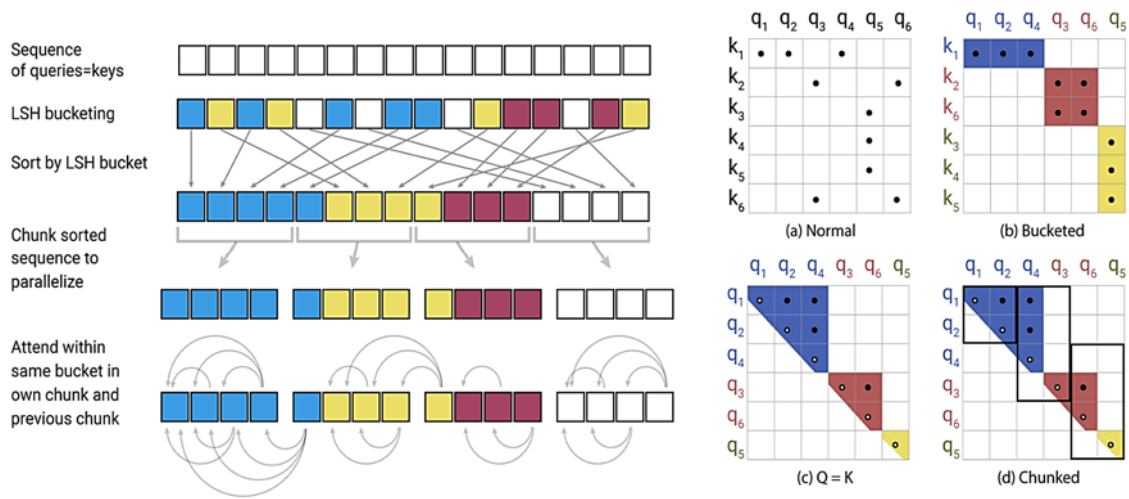 Sequence
of queries=keys
LSH bucketing
Sort by LSH bucket
Chunk sorted
sequence to
parallelize
Attend within
same bucket in
own chunk and
previous chunk
q1 q2 q3 q4 q5 q6
k1
k2
k3
k4
k5
k6
(a) Normal
q1 q2 q4 q3 q6 q5
k1
k2
k6
k3
k4
k5
(b) Bucketed
q1 q2 q4 q3 q6 q5
q1
q2
q4
q3
q6
q5
(c) Q = K
q1 q2 q4 q3 q6 q5
q1
q2
q4
q3
q6
q5
(d) Chunked